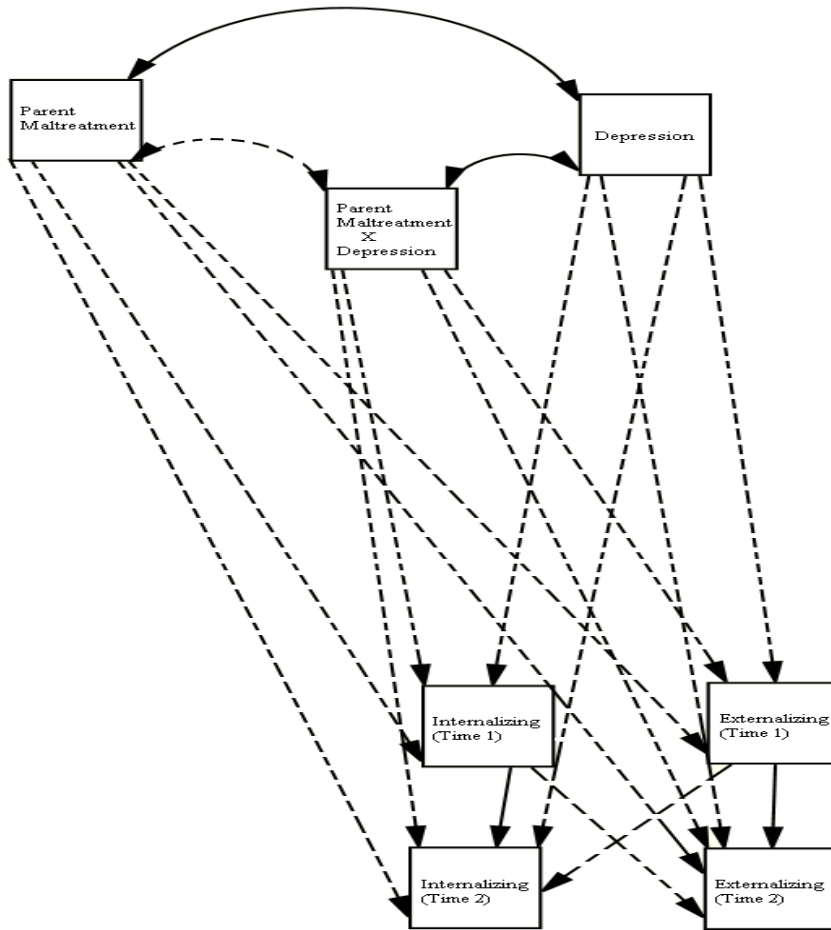 Parent
Maltreatment
Depression
Parent
Maltreatment
X
Depression
Internalizing
(Time 1)
Externalizing
(Time 1)
Internalizing
(Time 2)
Externalizing
(Time 2)